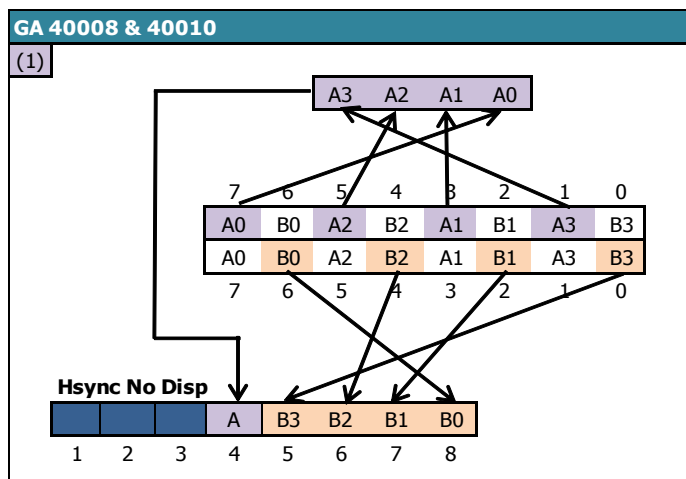 GA 40008 & 40010
(1)
A3 A2 A1 A0
7 6 5 4 3 2 1 0
A0 B0 A2 B2 A1 B1 A3 B3
A0 B0 A2 B2 A1 B1 A3 B3
7 6 5 4 3 2 1 0
Hsync No Disp
A B3 B2 B1 B0
1 2 3 4 5 6 7 8